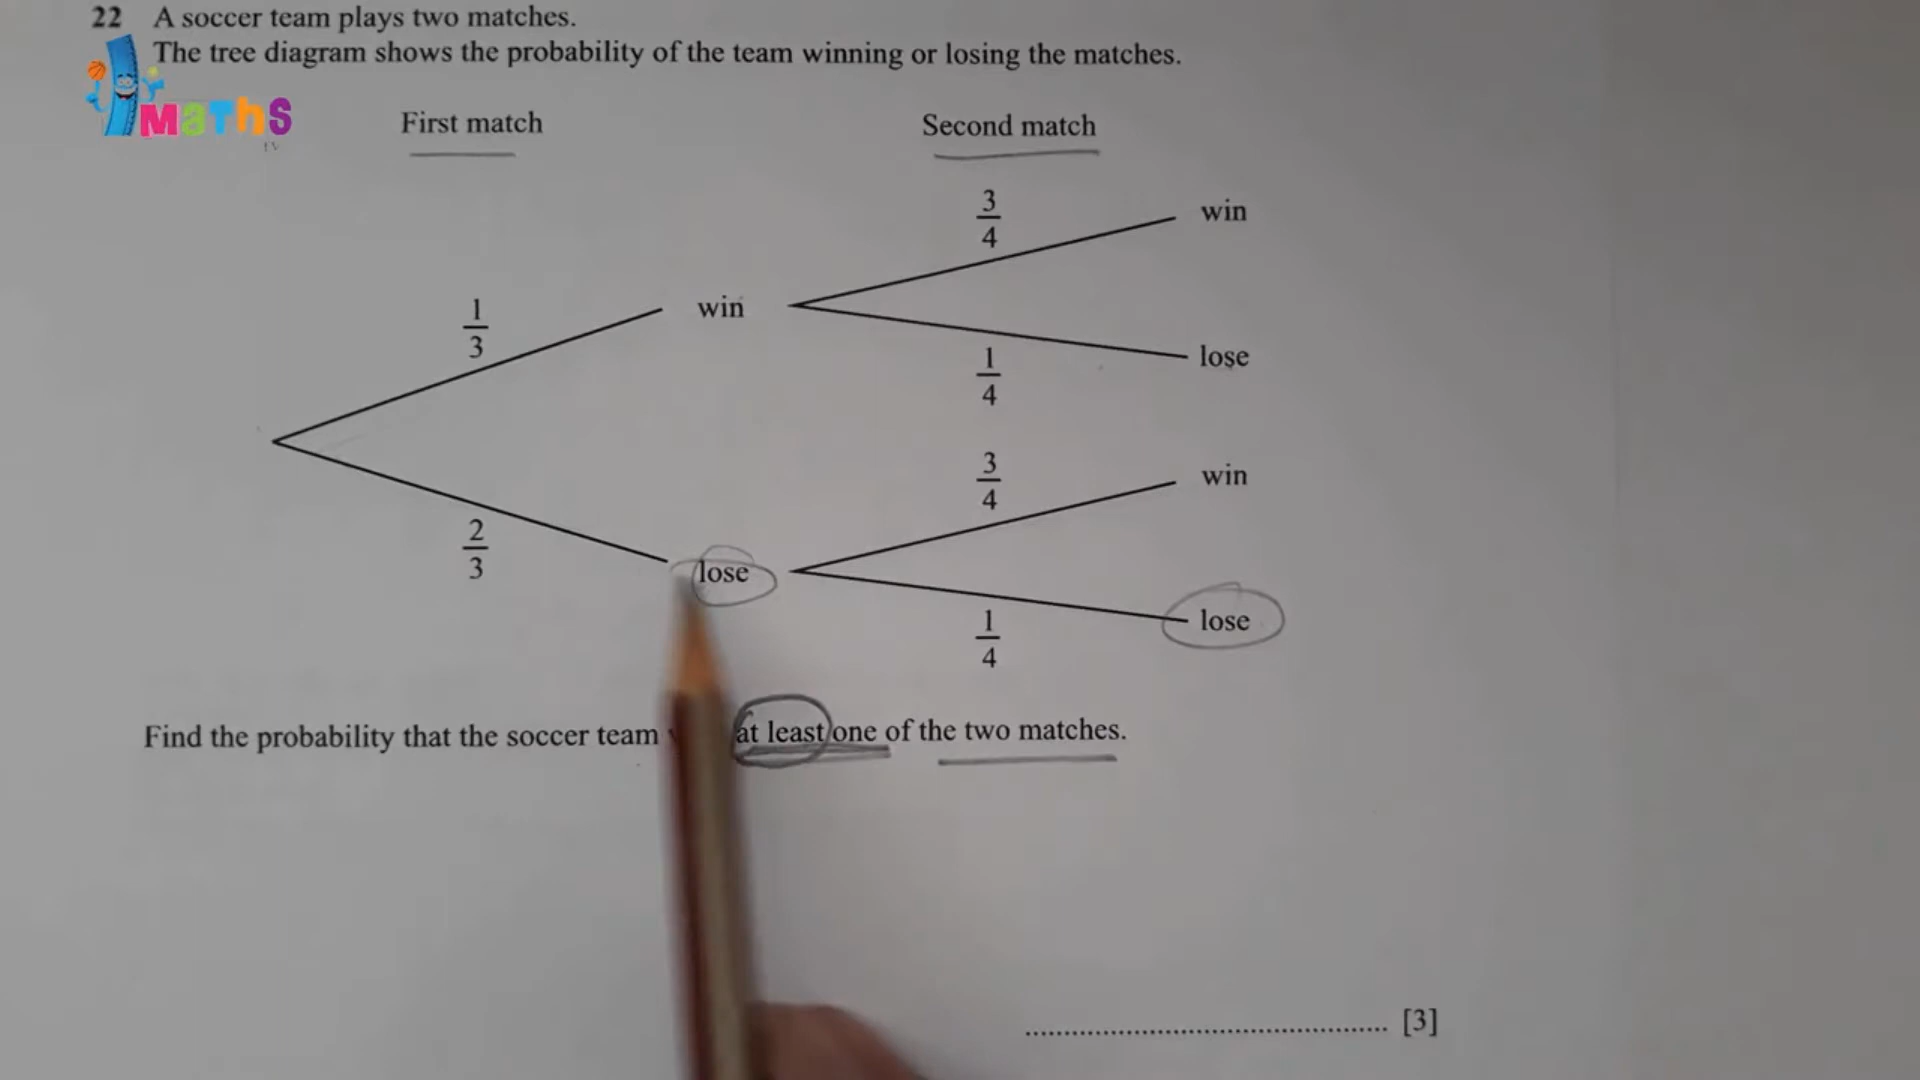 22 A soccer team plays two matches.
The tree diagram shows the probability of the team winning or losing the matches.
MaThS
First match
Second match
3
4
win
1
3
win
1
4
lose
3
4
win
2
3
lose
1
4
lose
Find the probability that the soccer team at least one of the two matches.
[3]